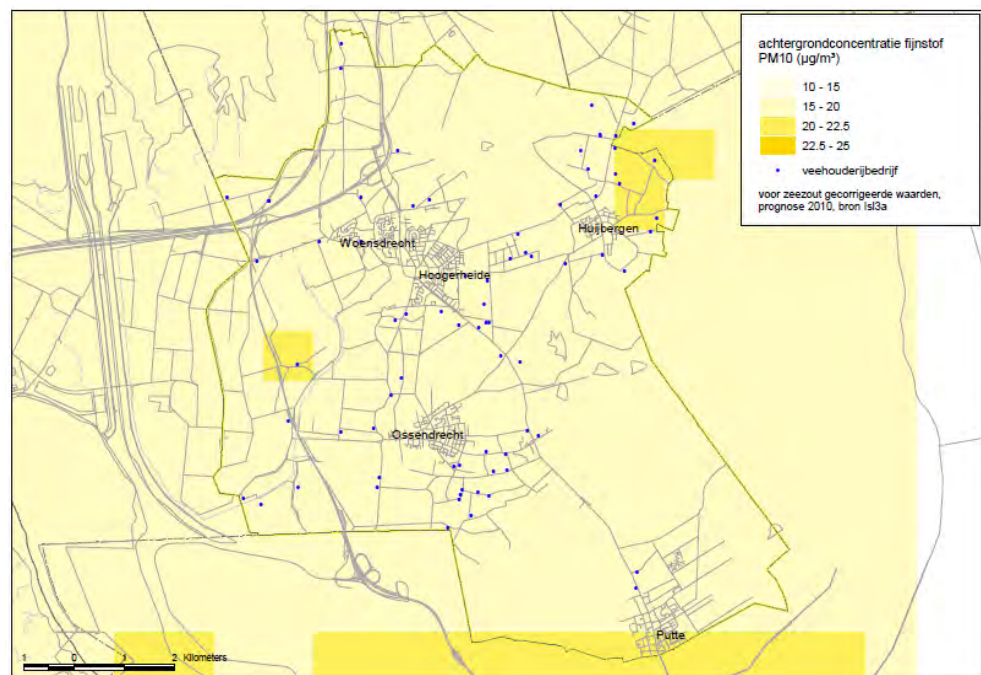 achtergrondconcentratie fijnstof
PM10 (µg/m³)
10 - 15
15 - 20
20 - 22.5
22.5 - 25
veehouderijbedrijf
voor zeezout gecorrigeerde waarden,
prognose 2010, bron Isl3a
Huijbergen
Woensdrecht
Hoogerheide
Ossendrecht
Putte
1 0 1 2 Kilometers